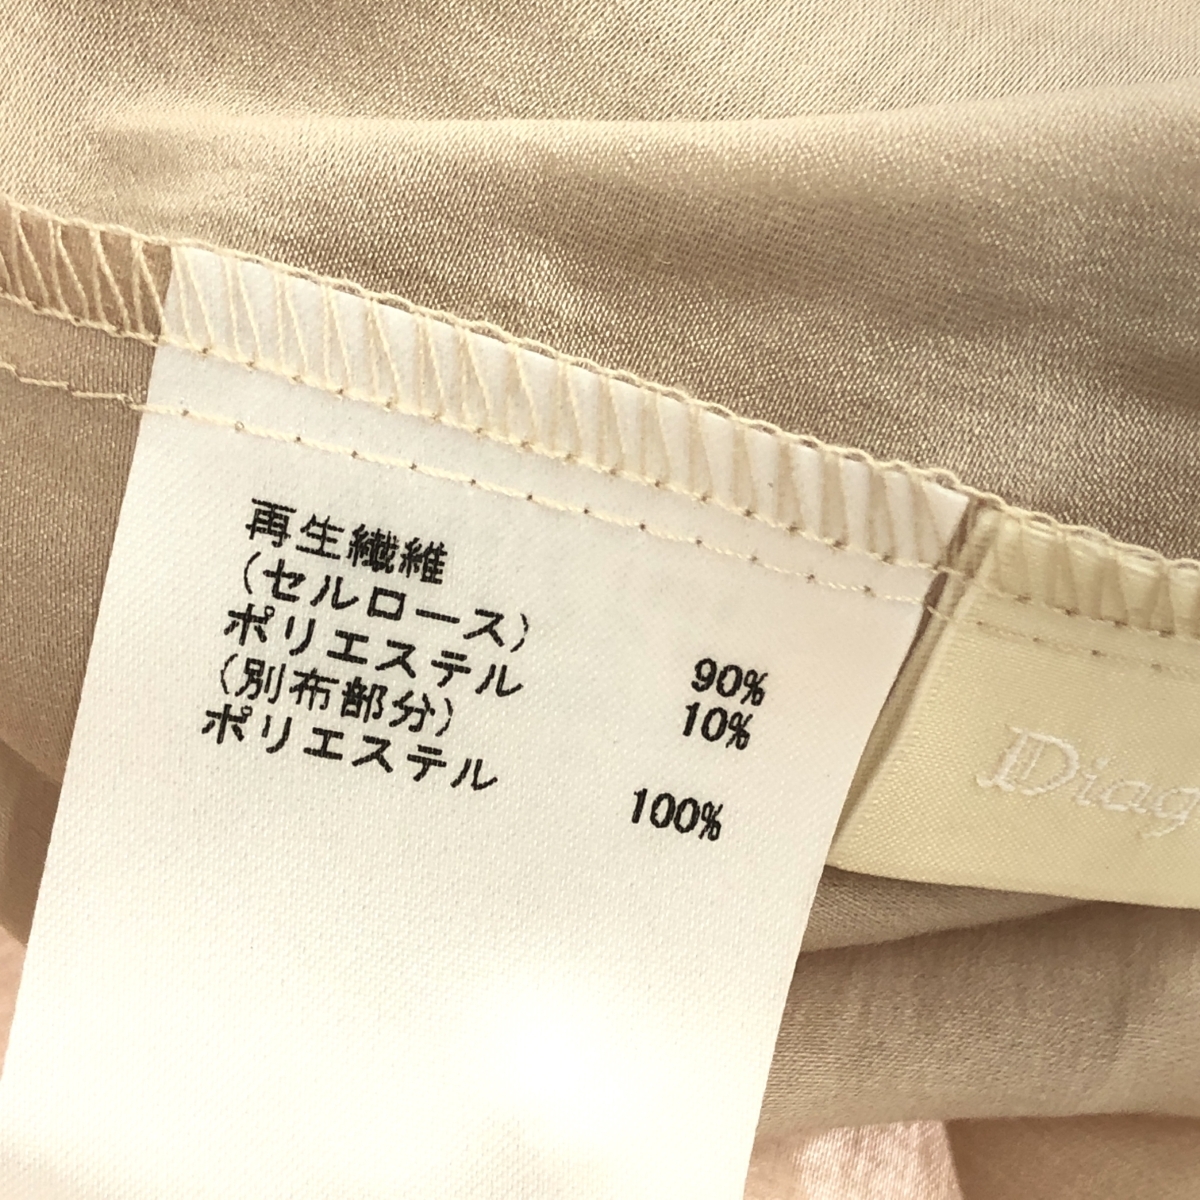 再生繊維
(セルロース) 90%
ポリエステル 10%
(別布部分)
ポリエステル 100%
Diag